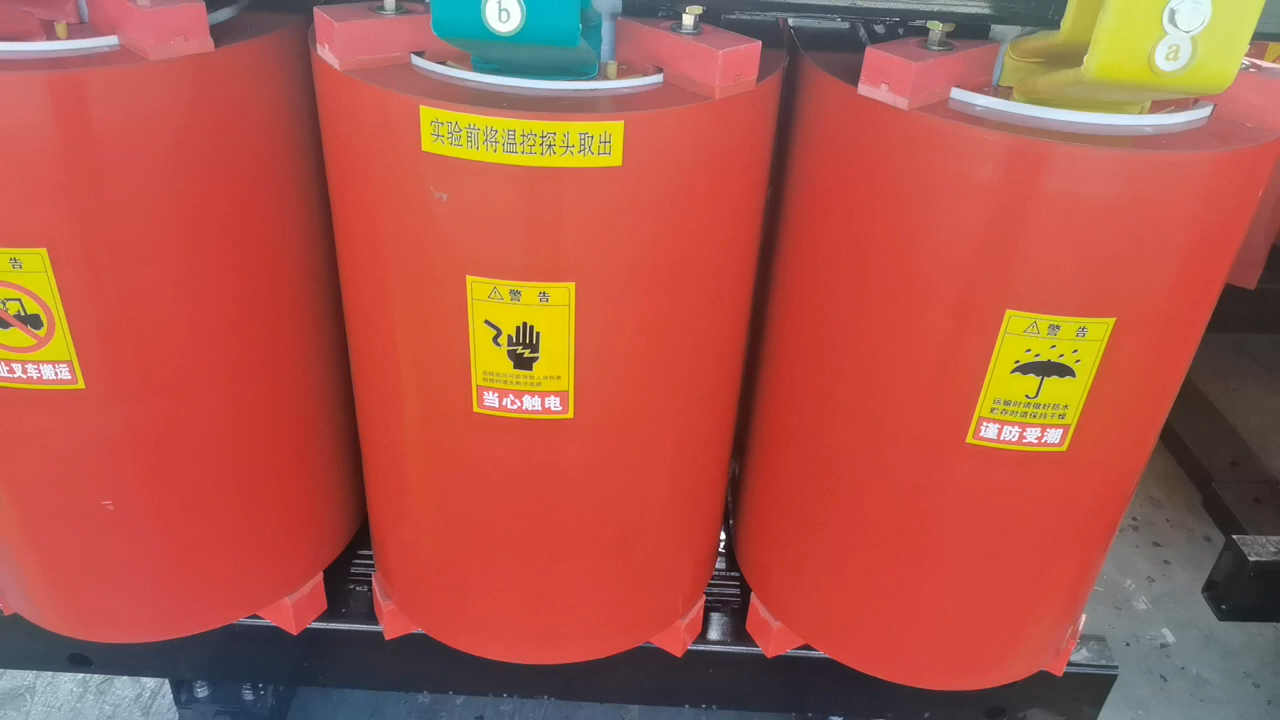 b
a
实验前将温控探头取出
告
止叉车搬运
警 告
当心触电
警 告
运输时请做好防水
贮存时请保持干燥
谨防受潮